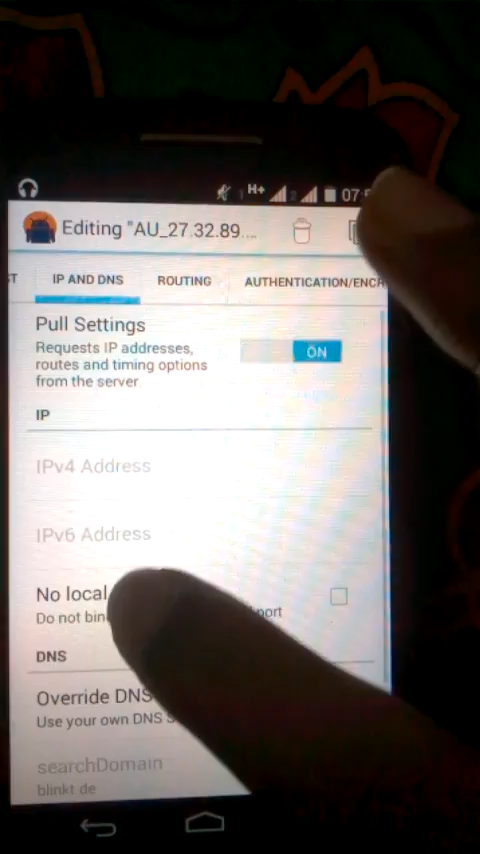 H+ 2 07:5
Editing "AU_27.32.89....
T IP AND DNS ROUTING AUTHENTICATION/ENCR
Pull Settings
Requests IP addresses,
routes and timing options
from the server
ON
IP
IPv4 Address
IPv6 Address
No local
Do not bin port
DNS
Override DNS
Use your own DNS S
searchDomain
blinkt.de